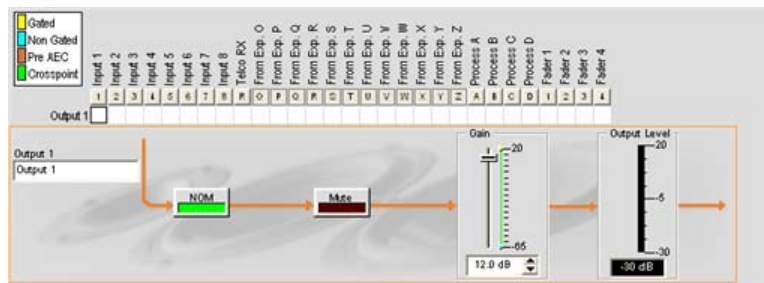 Gated
Non Gated
Pre AEC
Crosspoint
Input 1
Input 2
Input 3
Input 4
Input 5
Input 6
Input 7
Input 8
Telco RX
From Exp. O
From Exp. P
From Exp. Q
From Exp. R
From Exp. S
From Exp. T
From Exp. U
From Exp. V
From Exp. W
From Exp. X
From Exp. Y
From Exp. Z
Process A
Process B
Process C
Process D
Fader 1
Fader 2
Fader 3
Fader 4
1 2 3 4 5 6 7 8 R O P Q R S T U V W X Y Z A B C D 1 2 3 4
Output 1
Output 1
Output 1
NOM
Mute
Gain
20
-65
12.0 dB
Output Level
20
-5
-30
-30 dB